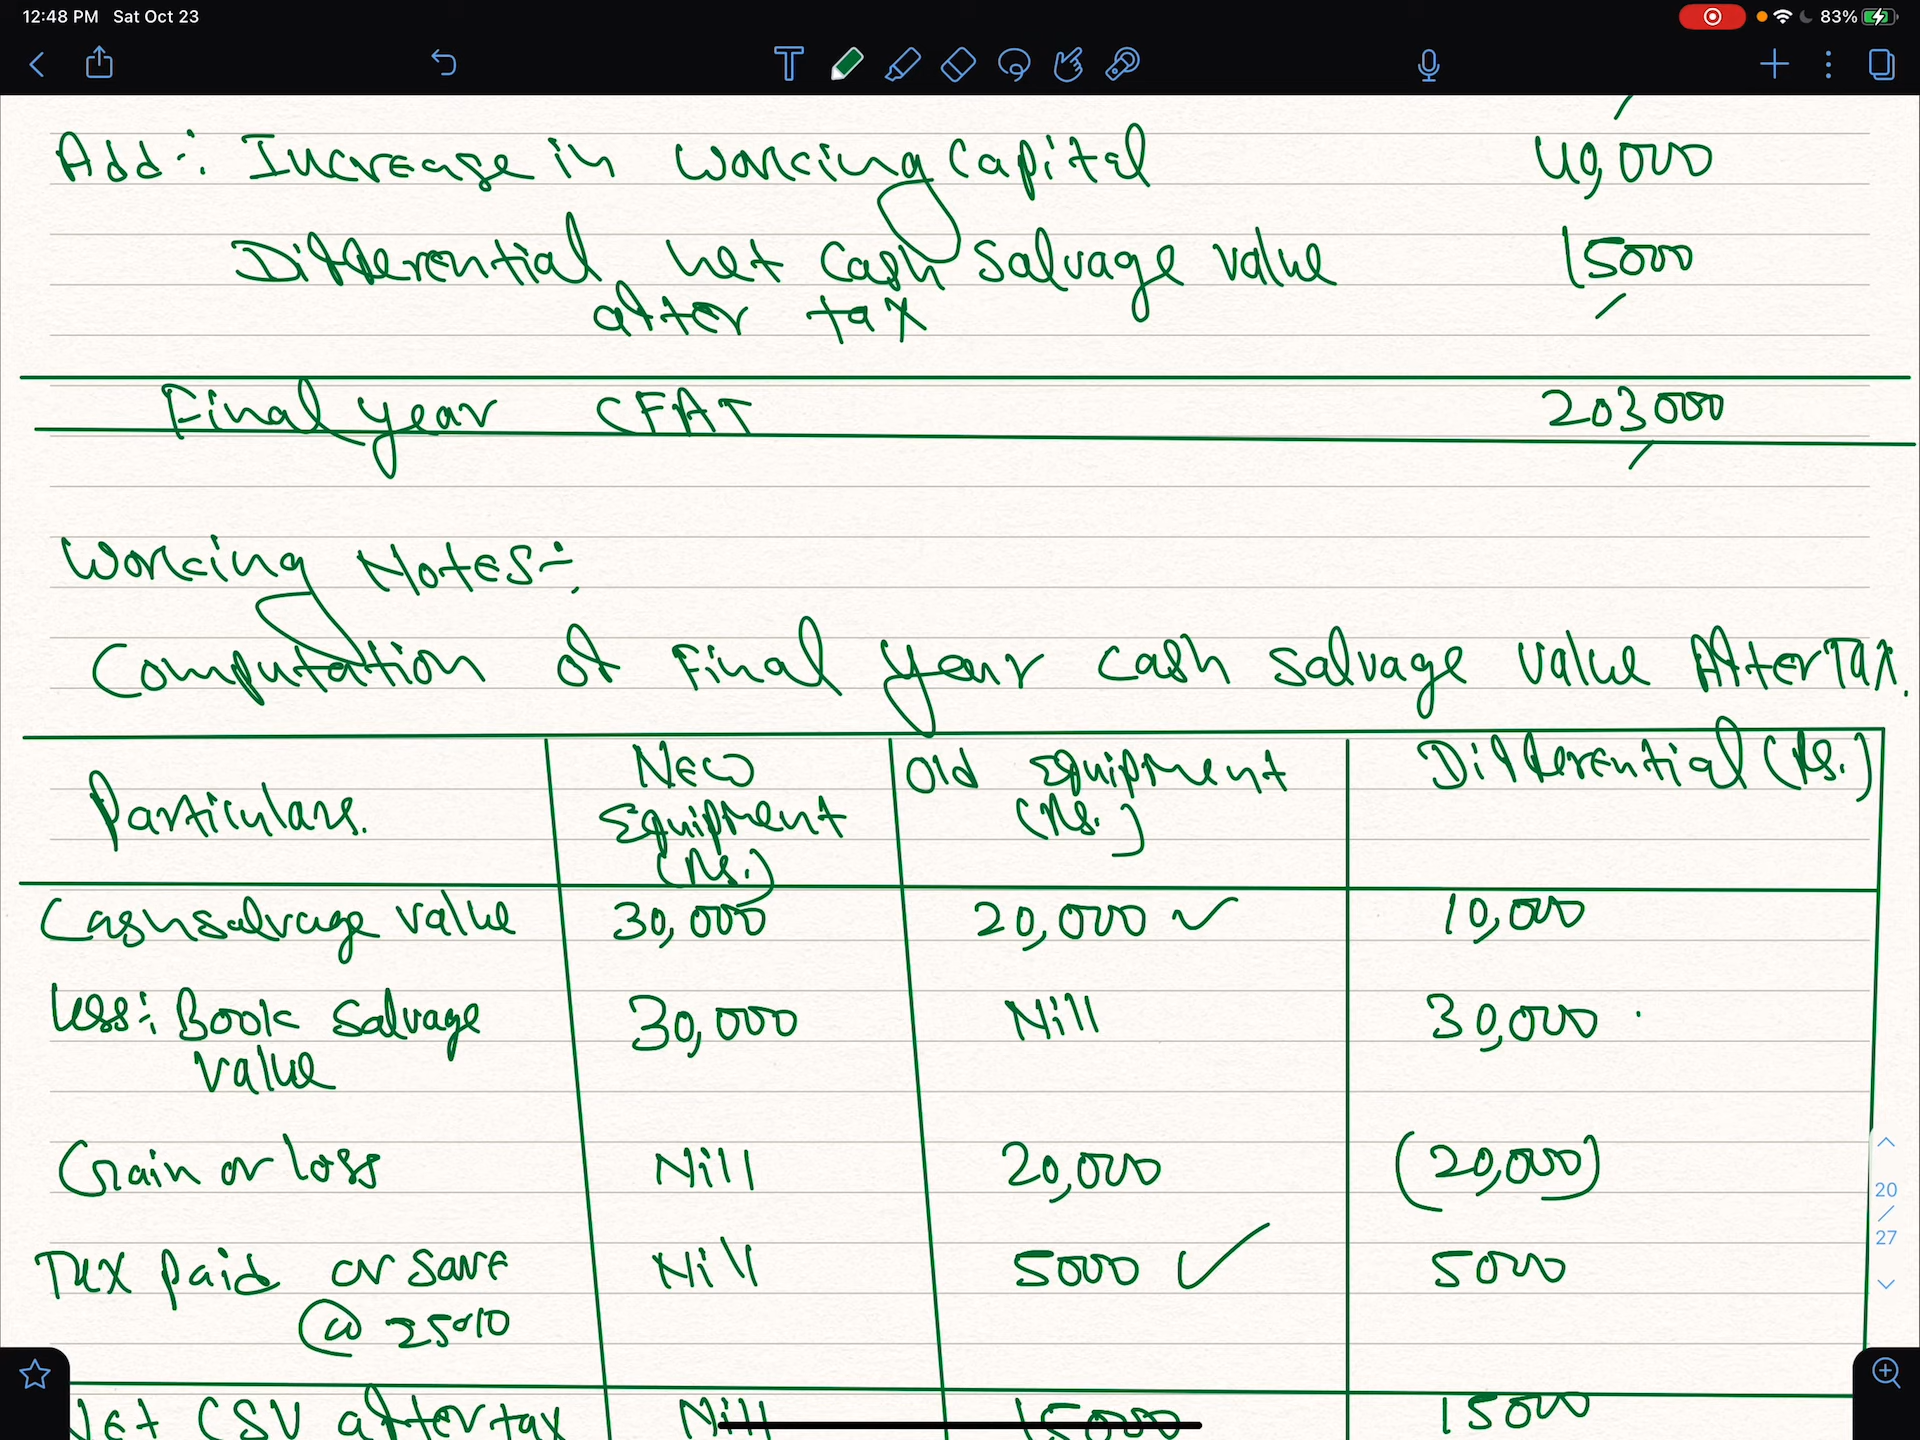 12:48 PM Sat Oct 23
83%
Add:- Increase in Working Capital 40,000
Differential net Cash Salvage value 15000
after tax
Final year CFAT 203000
Working Notes:-
Computation of Final year Cash Salvage Value After Tax.
Particulars. New Equipment (Rs.) Old Equipment (Rs.) Differential (Rs.)
Cash salvage value 30,000 20,000 ✓ 10,000
Less: Book Salvage value 30,000 Nill 30,000
Gain or loss Nill 20,000 (20,000)
Tax paid or save @ 25% Nill 5000 ✓ 5000
Net CSV after tax Nill 15000 15000
20
/
27